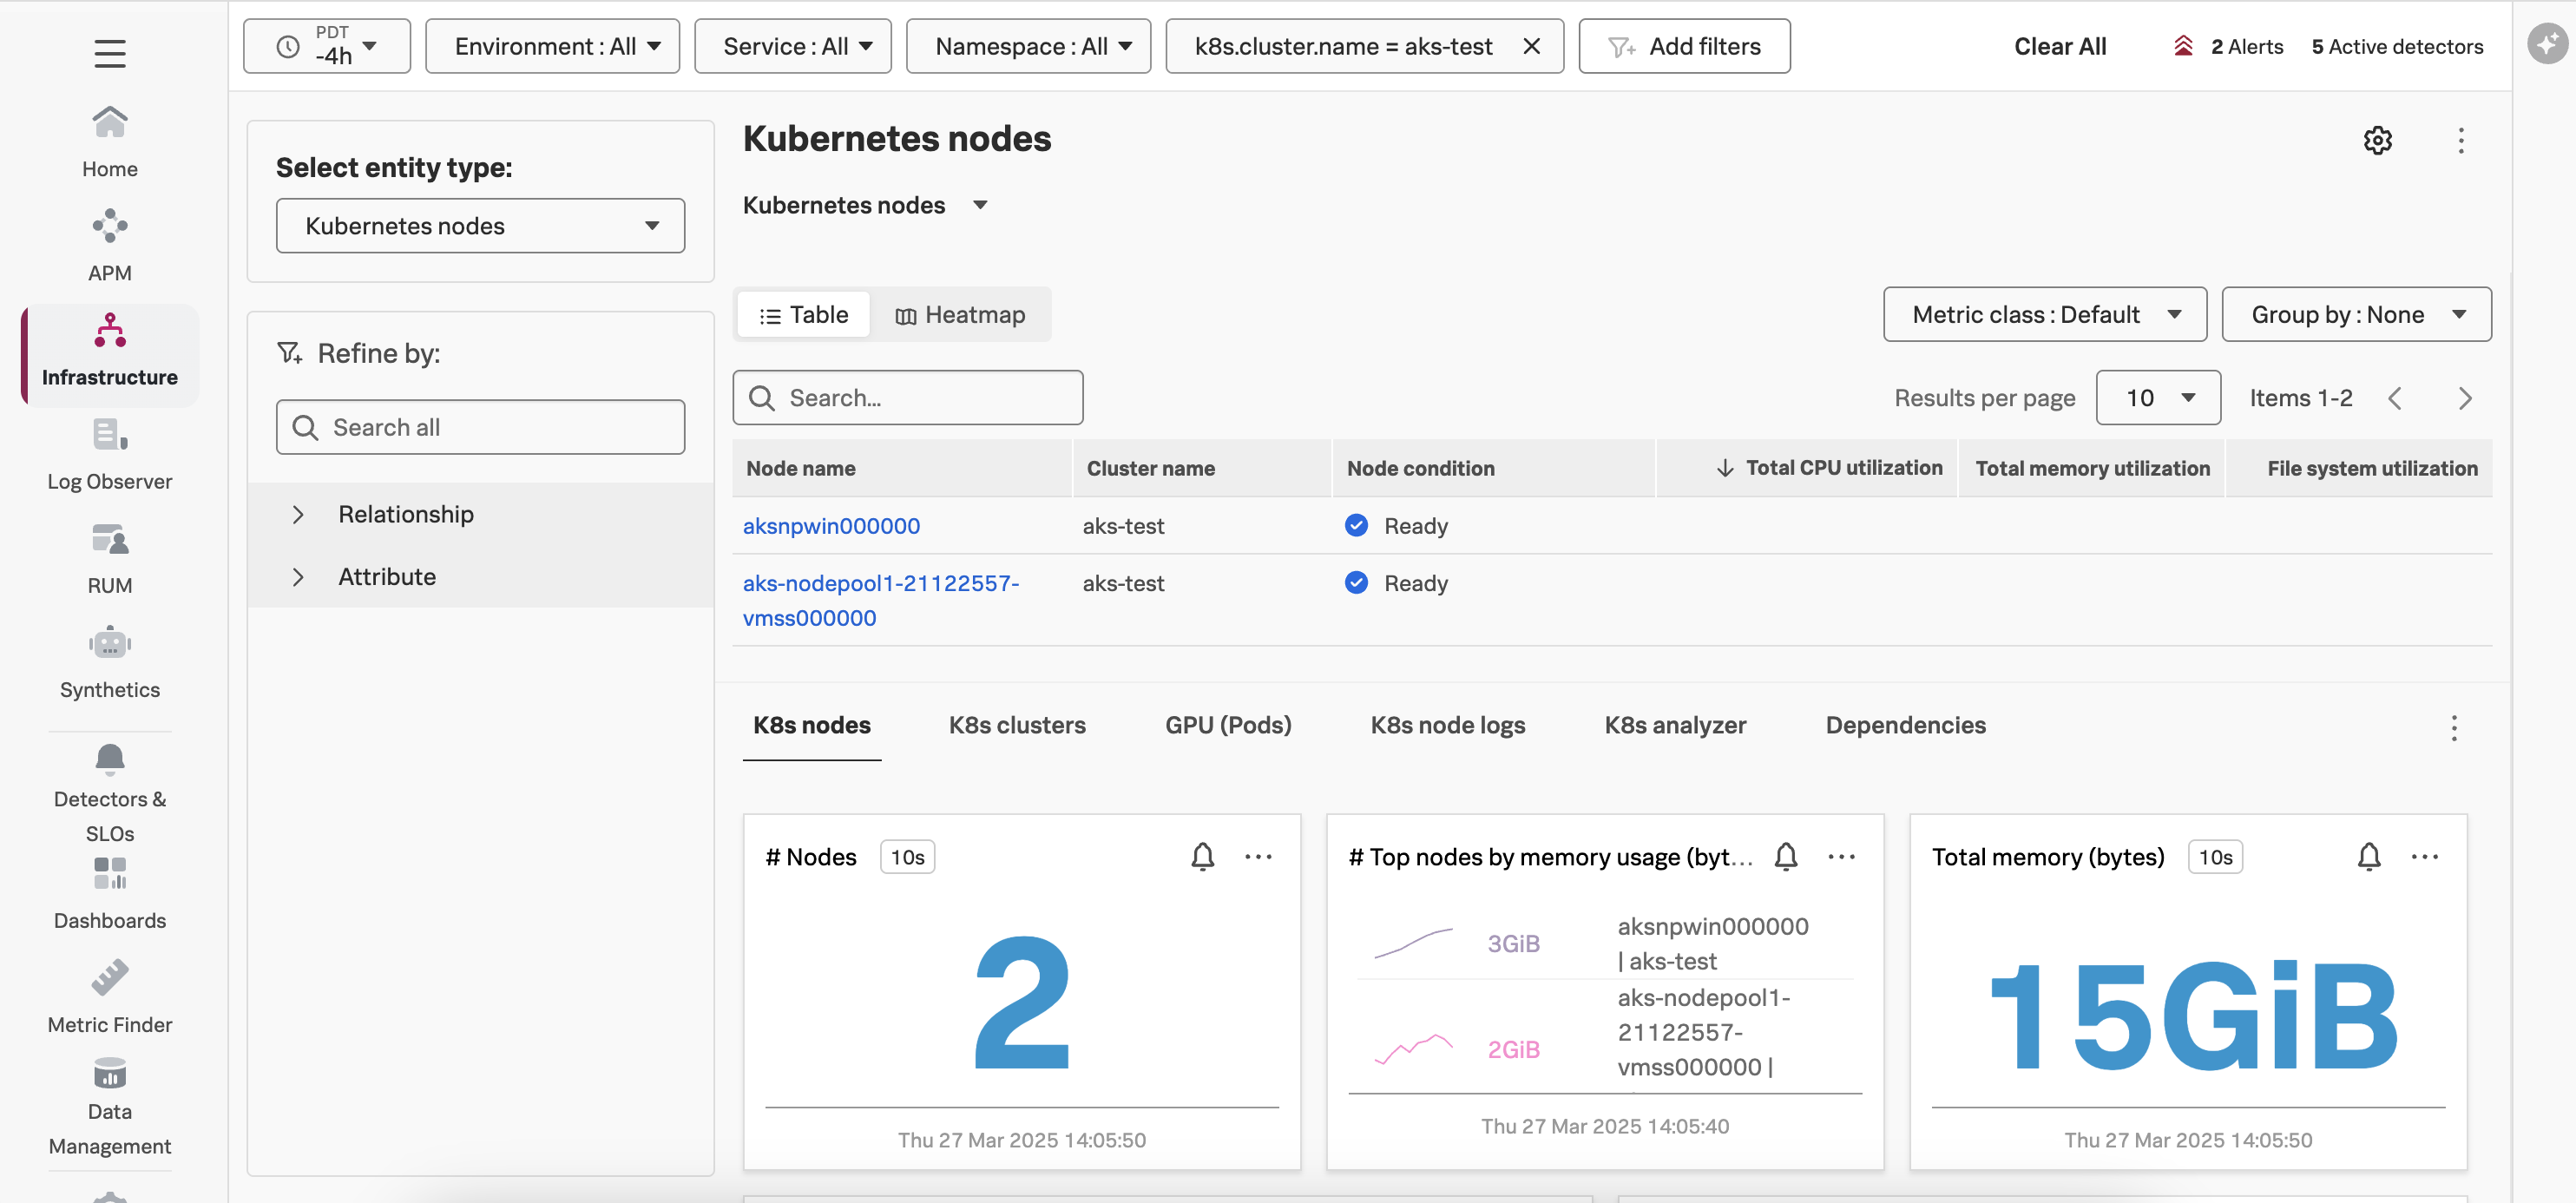 PDT
-4h
Environment : All
Service : All
Namespace : All
k8s.cluster.name = aks-test
Add filters
Clear All
2 Alerts
5 Active detectors
Home
APM
Infrastructure
Log Observer
RUM
Synthetics
Detectors &
SLOs
Dashboards
Metric Finder
Data
Management
Select entity type:
Kubernetes nodes
Refine by:
Search all
Relationship
Attribute
Kubernetes nodes
Kubernetes nodes
Table
Heatmap
Metric class : Default
Group by : None
Search...
Results per page
10
Items 1-2
Node name
Cluster name
Node condition
Total CPU utilization
Total memory utilization
File system utilization
aksnpwin000000
aks-test
Ready
aks-nodepool1-21122557-
vmss000000
aks-test
Ready
K8s nodes
K8s clusters
GPU (Pods)
K8s node logs
K8s analyzer
Dependencies
# Nodes
10s
2
Thu 27 Mar 2025 14:05:50
# Top nodes by memory usage (byt...
3GiB
aksnpwin000000
| aks-test
2GiB
aks-nodepool1-
21122557-
vmss000000 |
Thu 27 Mar 2025 14:05:40
Total memory (bytes)
10s
15GiB
Thu 27 Mar 2025 14:05:50